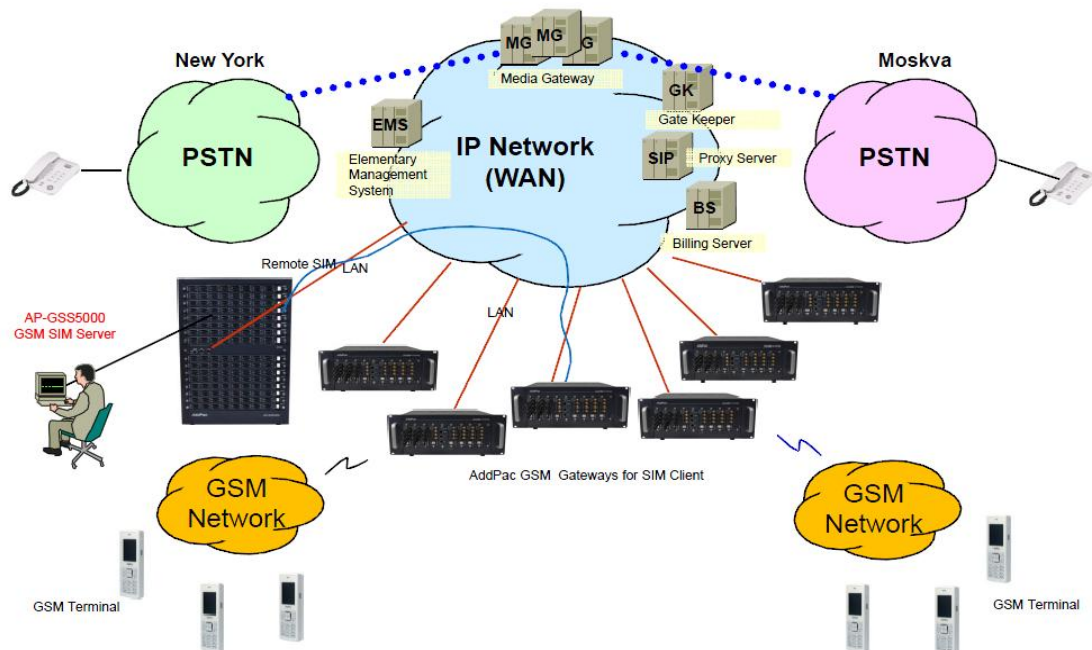 New York
Moskva
MG
MG
G
Media Gateway
GK
Gate Keeper
EMS
Elementary
Management
System
IP Network
(WAN)
SIP
Proxy Server
BS
Billing Server
PSTN
PSTN
Remote SIM
LAN
LAN
AP-GSS5000
GSM SIM Server
AddPac GSM Gateways for SIM Client
GSM
Network
GSM
Network
GSM Terminal
GSM Terminal